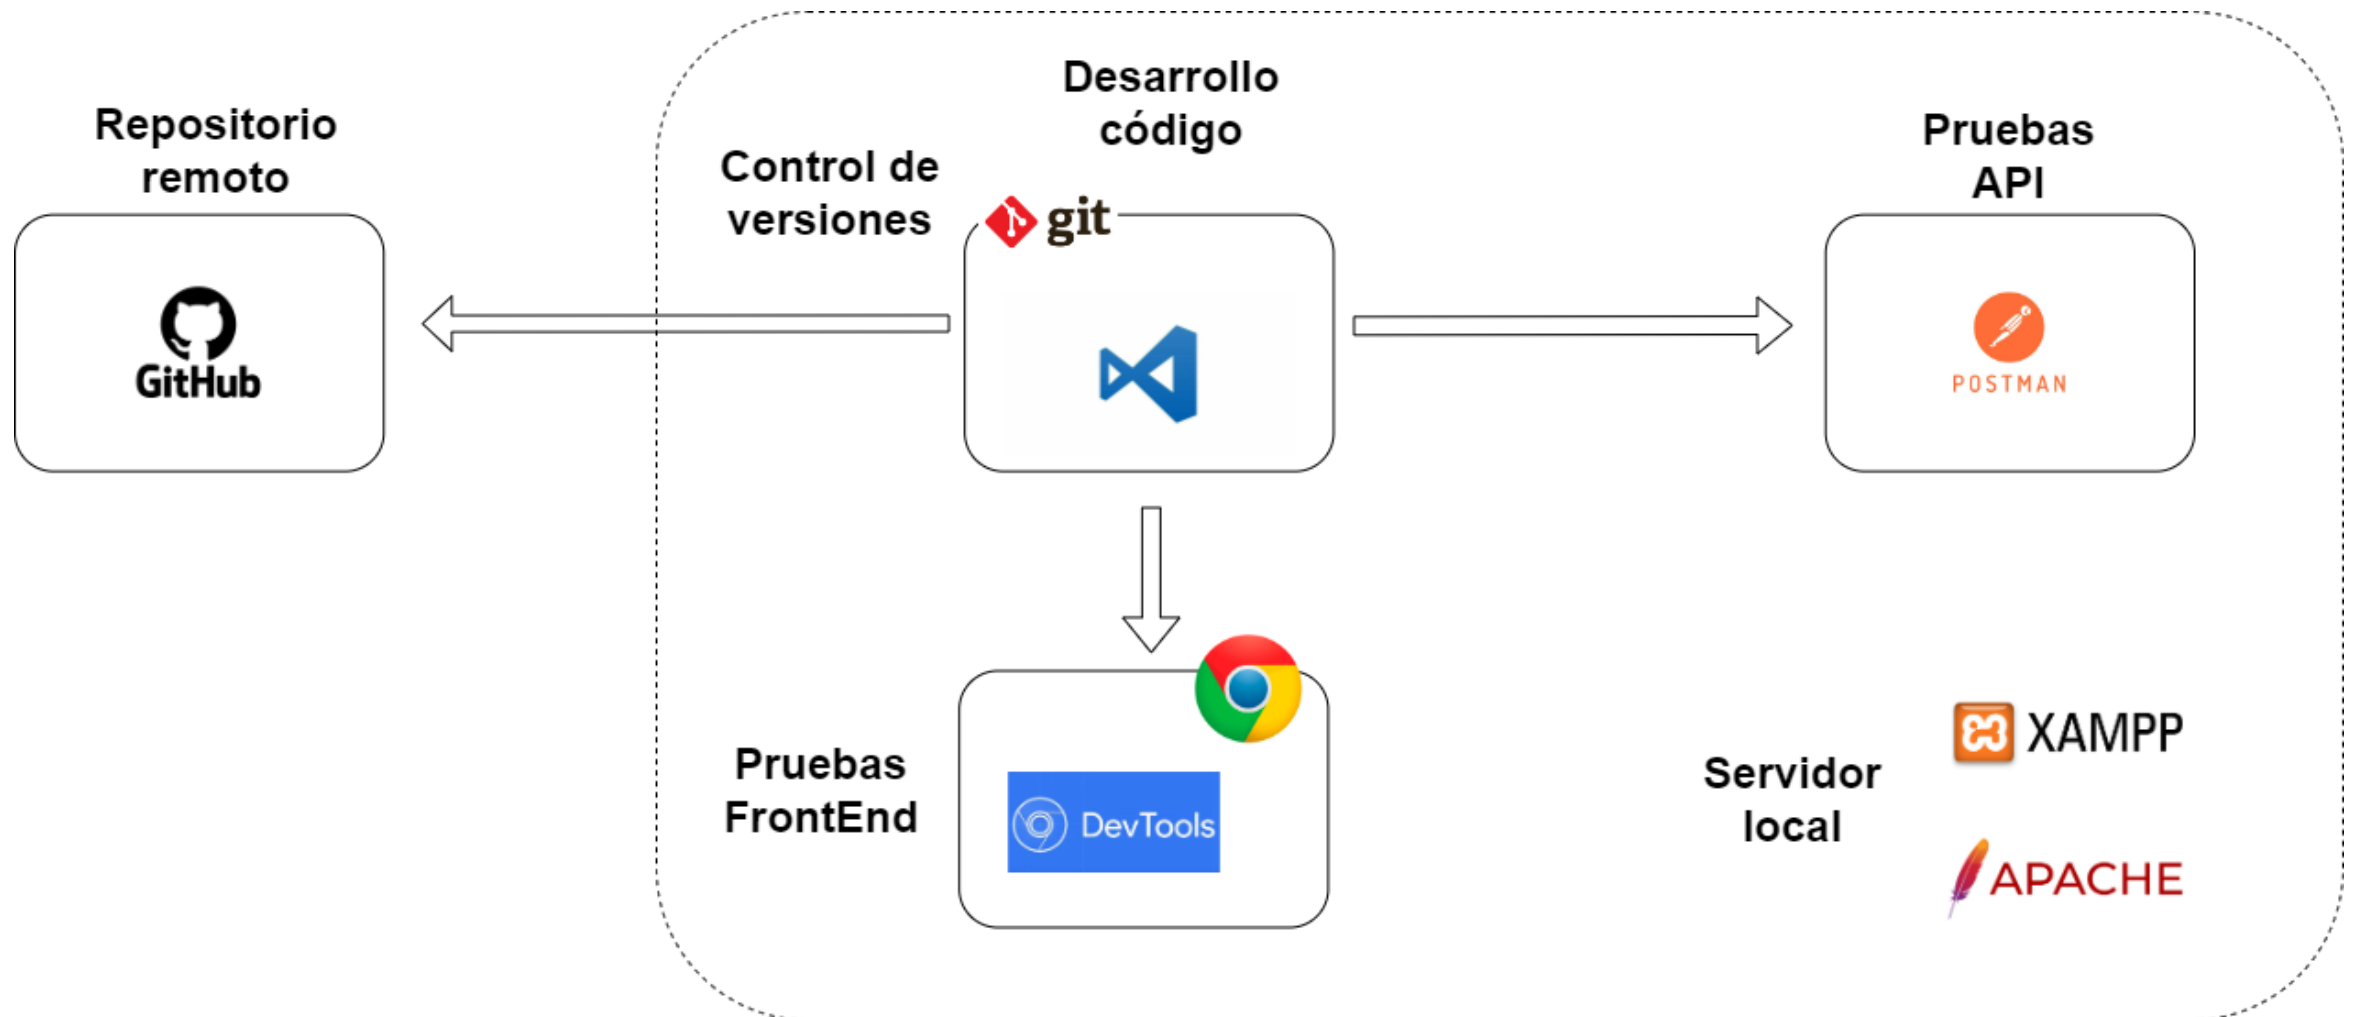 Repositorio
remoto
GitHub
Control de
versiones
Desarrollo
código
git
Pruebas
API
POSTMAN
Pruebas
FrontEnd
DevTools
Servidor
local
XAMPP
APACHE